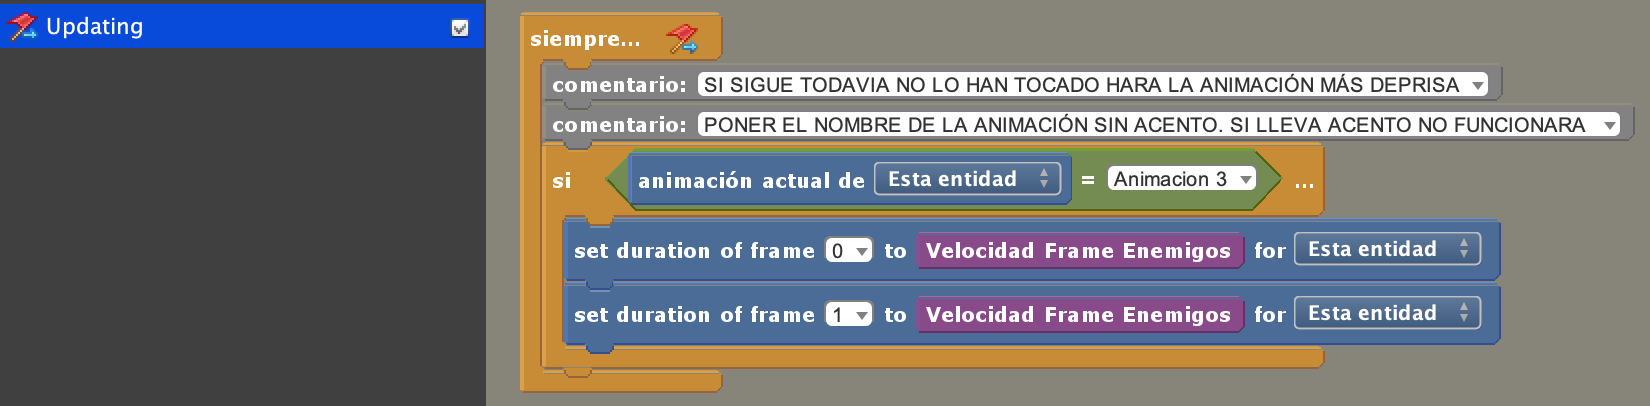 Updating
siempre...
comentario: SI SIGUE TODAVIA NO LO HAN TOCADO HARA LA ANIMACIÓN MÁS DEPRISA
comentario: PONER EL NOMBRE DE LA ANIMACIÓN SIN ACENTO. SI LLEVA ACENTO NO FUNCIONARA
si animación actual de Esta entidad = Animacion 3 ...
set duration of frame 0 to Velocidad Frame Enemigos for Esta entidad
set duration of frame 1 to Velocidad Frame Enemigos for Esta entidad